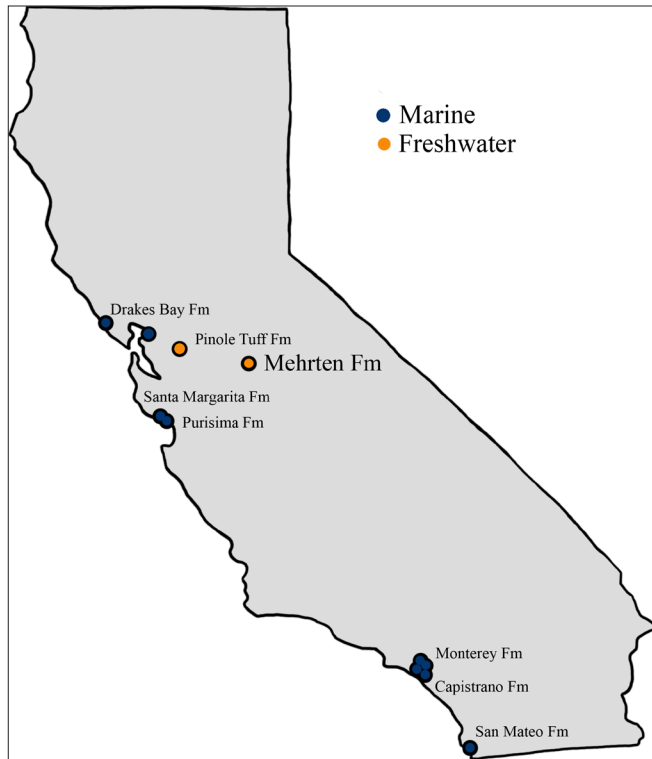 Marine
Freshwater
Drakes Bay Fm
Pinole Tuff Fm
Mehrten Fm
Santa Margarita Fm
Purisima Fm
Monterey Fm
Capistrano Fm
San Mateo Fm